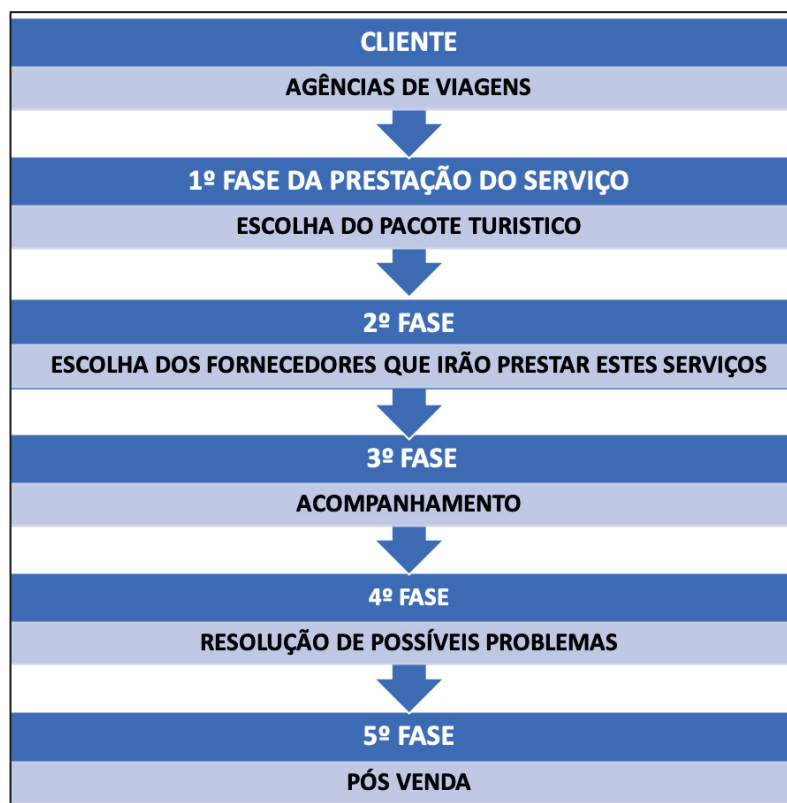 CLIENTE
AGÊNCIAS DE VIAGENS
1º FASE DA PRESTAÇÃO DO SERVIÇO
ESCOLHA DO PACOTE TURISTICO
2º FASE
ESCOLHA DOS FORNECEDORES QUE IRÃO PRESTAR ESTES SERVIÇOS
3º FASE
ACOMPANHAMENTO
4º FASE
RESOLUÇÃO DE POSSÍVEIS PROBLEMAS
5º FASE
PÓS VENDA